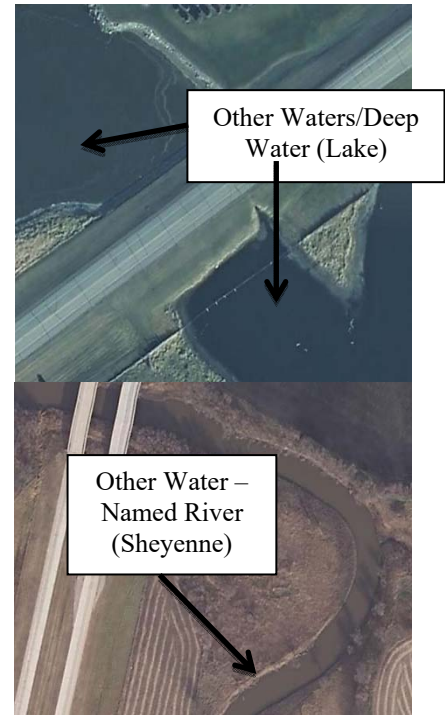 Other Waters/Deep
Water (Lake)
Other Water –
Named River
(Sheyenne)